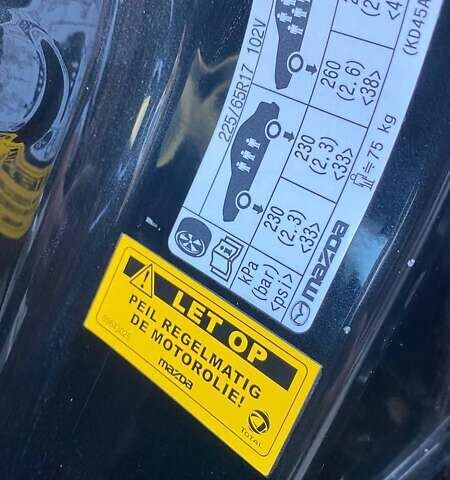 225/65R17 102V
kPa
(bar)
<psi>
230
(2,3)
<33>
230
(2,3)
<33>
260
(2,6)
<38>
≒75 kg
mazda
(KD45A
LET OP
PEIL REGELMATIG
DE MOTOROLIE!
mazda
TOTAL